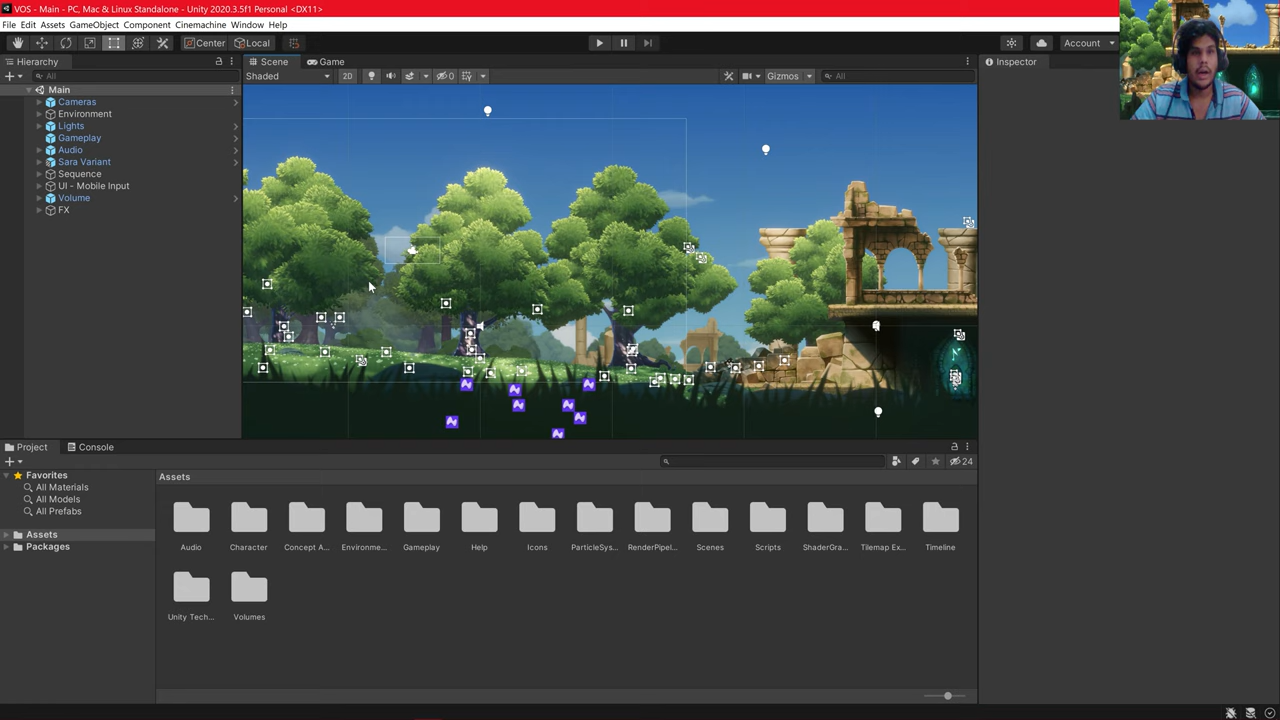 VOS - Main - PC, Mac & Linux Standalone - Unity 2020.3.5f1 Personal <DX11>
File Edit Assets GameObject Component Cinemachine Window Help
Center Local
Account
Hierarchy
All
Main
Cameras
Environment
Lights
Gameplay
Audio
Sara Variant
Sequence
UI - Mobile Input
Volume
FX
Scene Game
Shaded 2D 0 Gizmos All
Inspector
Project Console
24
Favorites
All Materials
All Models
All Prefabs
Assets
Packages
Assets
Audio Character Concept A... Environme... Gameplay Help Icons ParticleSys... RenderPipel... Scenes Scripts ShaderGra... Tilemap Ex... Timeline
Unity Tech... Volumes